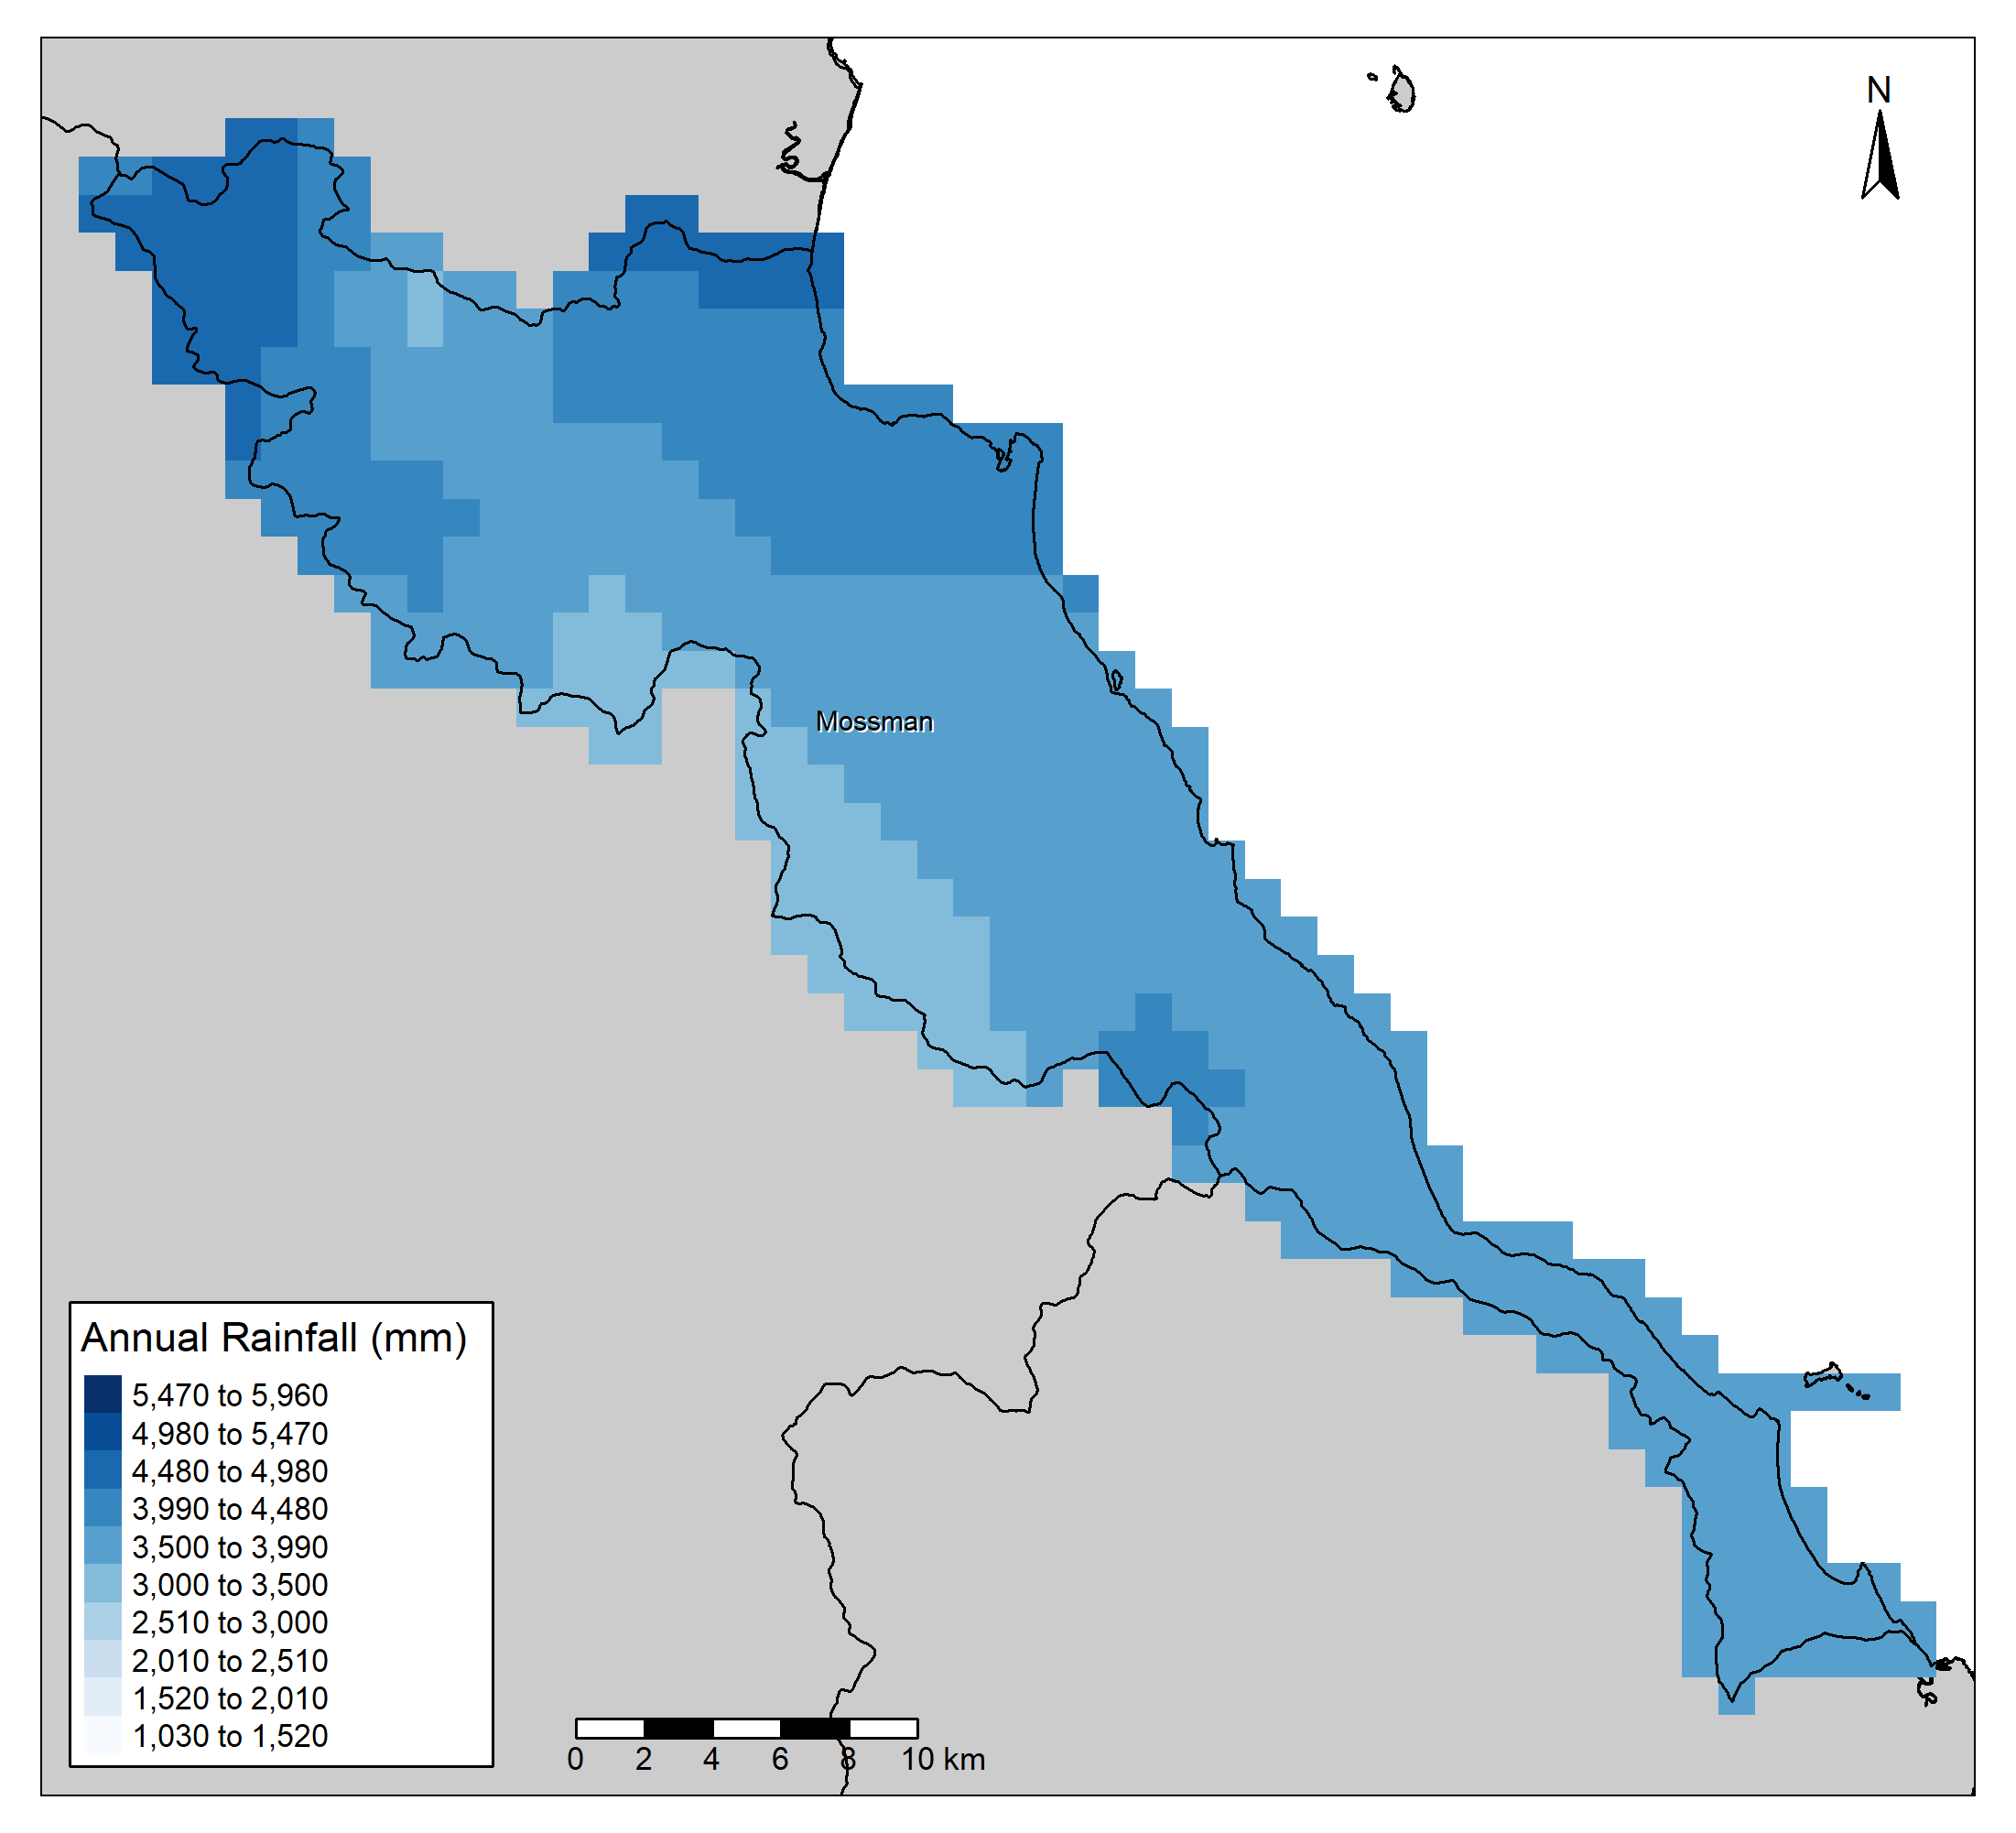 N
Mossman
Annual Rainfall (mm)
5,470 to 5,960
4,980 to 5,470
4,480 to 4,980
3,990 to 4,480
3,500 to 3,990
3,000 to 3,500
2,510 to 3,000
2,010 to 2,510
1,520 to 2,010
1,030 to 1,520
0 2 4 6 8 10 km